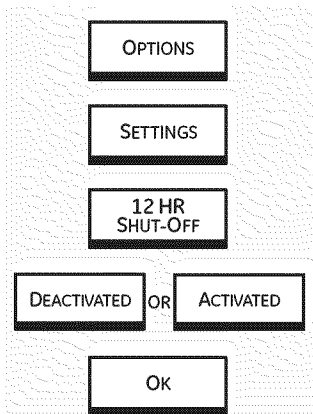 OPTIONS
SETTINGS
12 HR
SHUT-OFF
DEACTIVATED OR ACTIVATED
OK